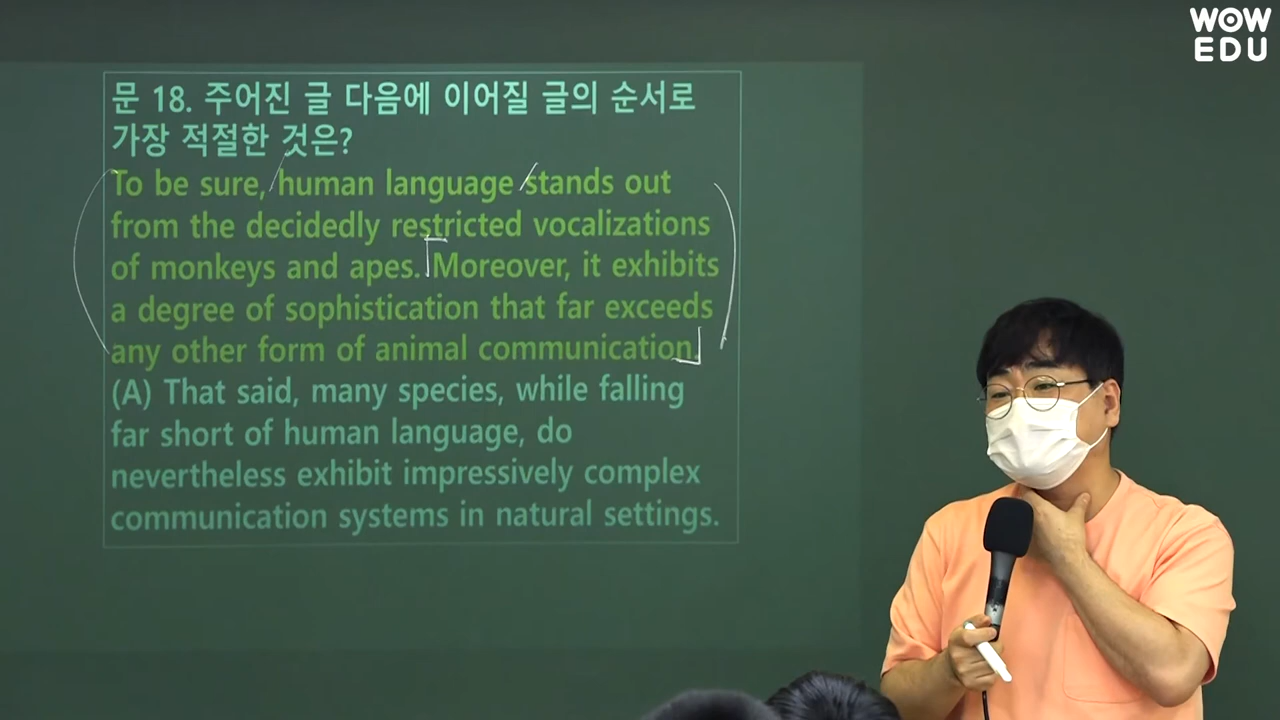 WOW
EDU
문 18. 주어진 글 다음에 이어질 글의 순서로
가장 적절한 것은?
To be sure, human language stands out
from the decidedly restricted vocalizations
of monkeys and apes. Moreover, it exhibits
a degree of sophistication that far exceeds
any other form of animal communication.
(A) That said, many species, while falling
far short of human language, do
nevertheless exhibit impressively complex
communication systems in natural settings.